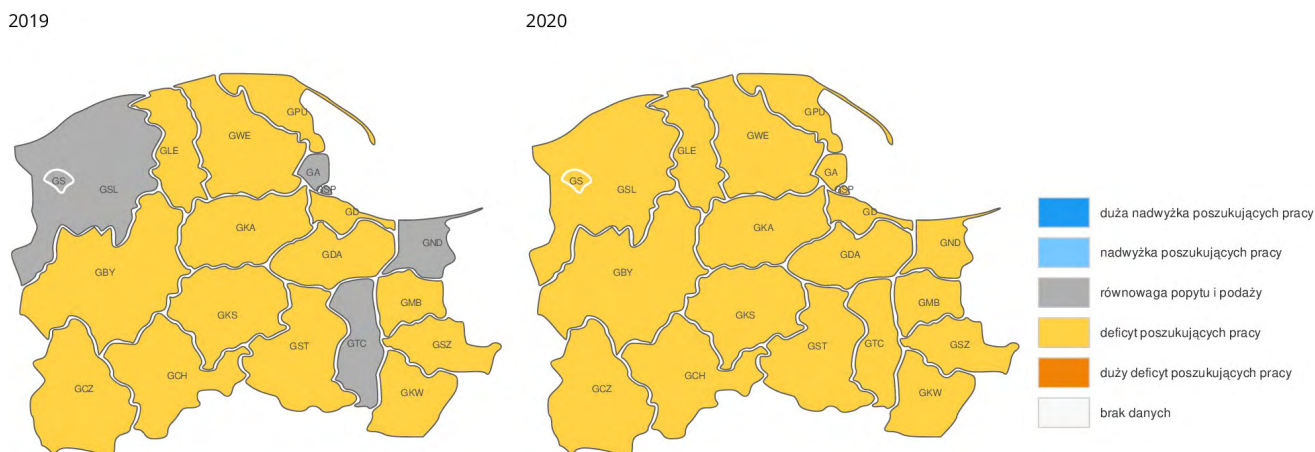 2019
2020
GPU
GWE
GLE
GA
GS
GSL
GSP
GD
GKA
GND
GDA
GBY
GMB
GKS
GST
GTC
GSZ
GCH
GCZ
GKW
GPU
GWE
GLE
GA
GS
GSL
GSP
GD
GKA
GND
GDA
GBY
GMB
GKS
GST
GTC
GSZ
GCH
GCZ
GKW
duża nadwyżka poszukujących pracy
nadwyżka poszukujących pracy
równowaga popytu i podaży
deficyt poszukujących pracy
duży deficyt poszukujących pracy
brak danych